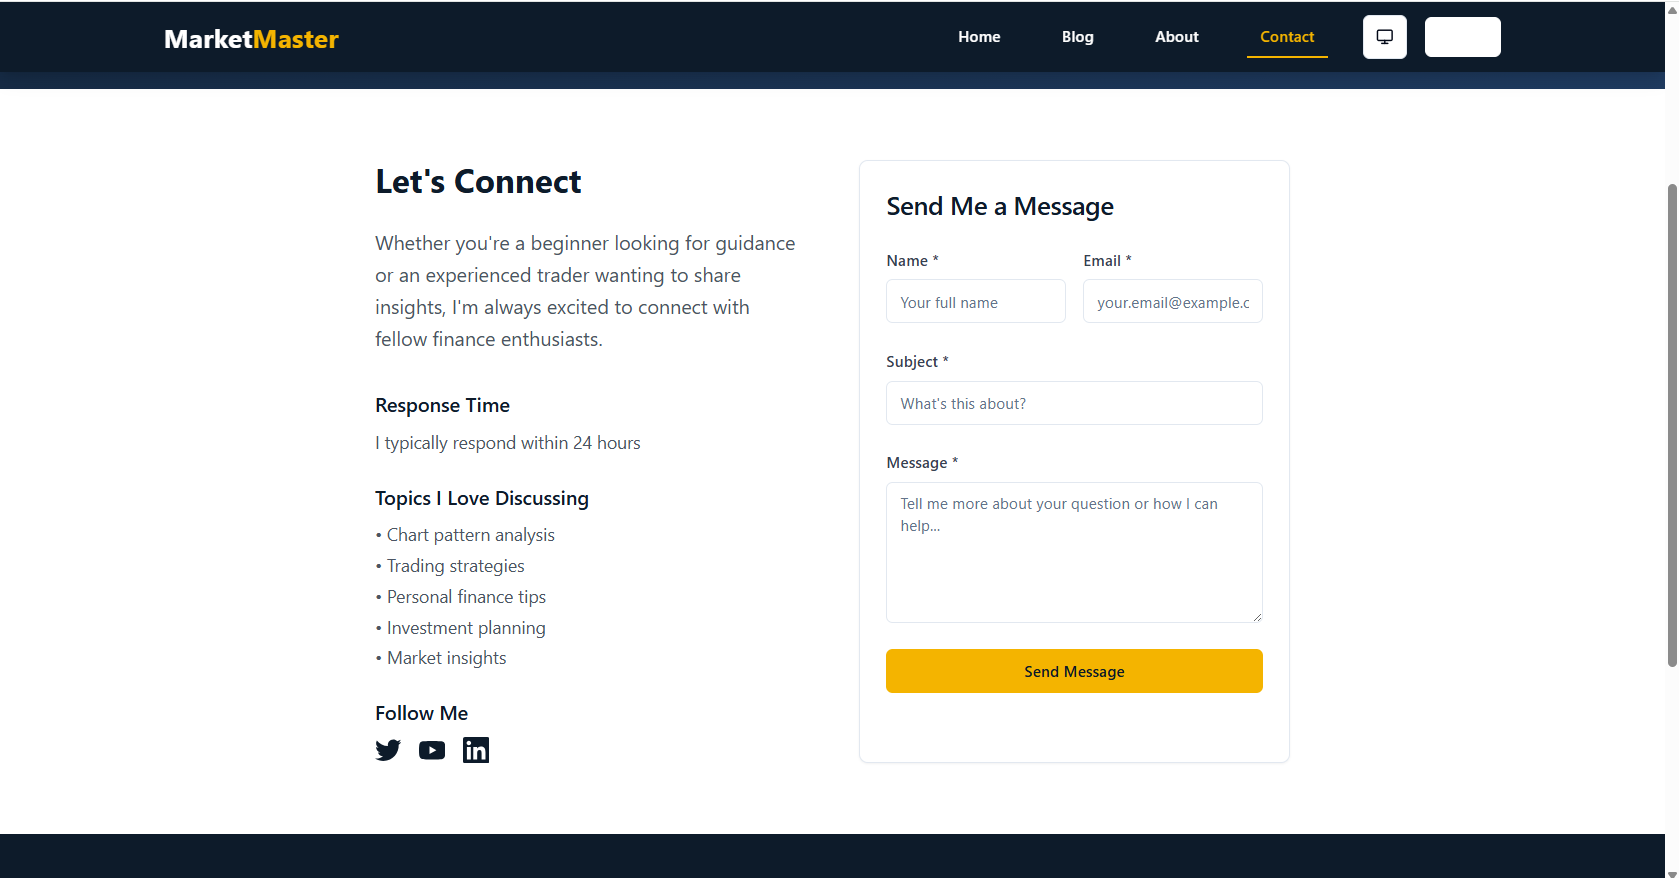 MarketMaster
Home
Blog
About
Contact
Let's Connect
Whether you're a beginner looking for guidance
or an experienced trader wanting to share
insights, I'm always excited to connect with
fellow finance enthusiasts.
Response Time
I typically respond within 24 hours
Topics I Love Discussing
• Chart pattern analysis
• Trading strategies
• Personal finance tips
• Investment planning
• Market insights
Follow Me
in
Send Me a Message
Name *
Your full name
Email *
your.email@example.c
Subject *
What's this about?
Message *
Tell me more about your question or how I can
help...
Send Message